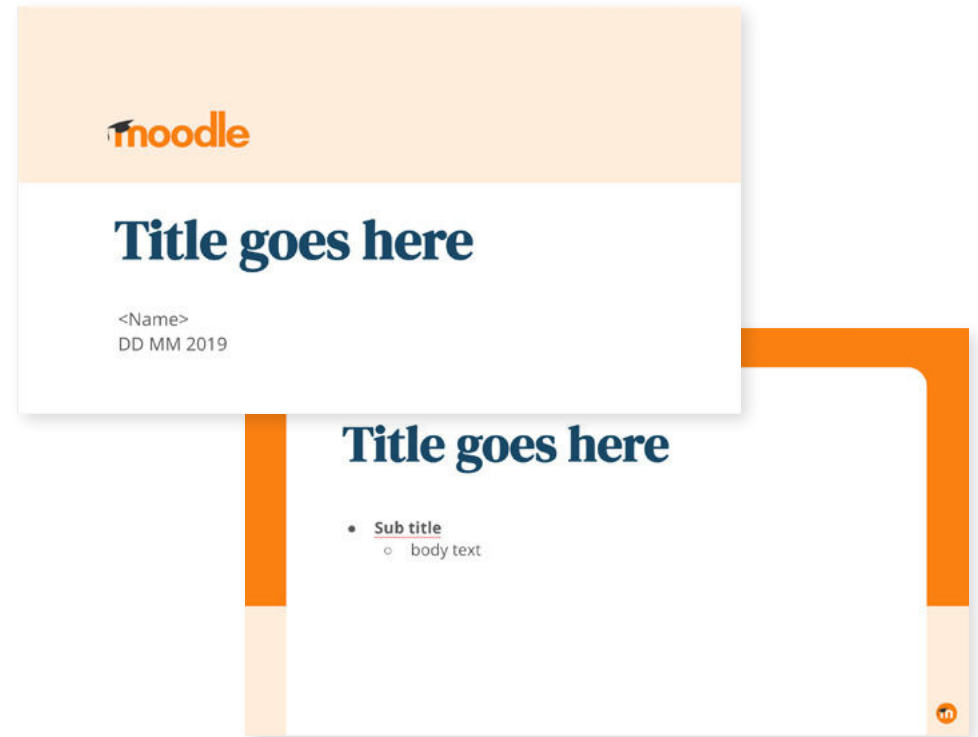 moodle
Title goes here
<Name>
DD MM 2019
Title goes here
● Sub title
○ body text
m